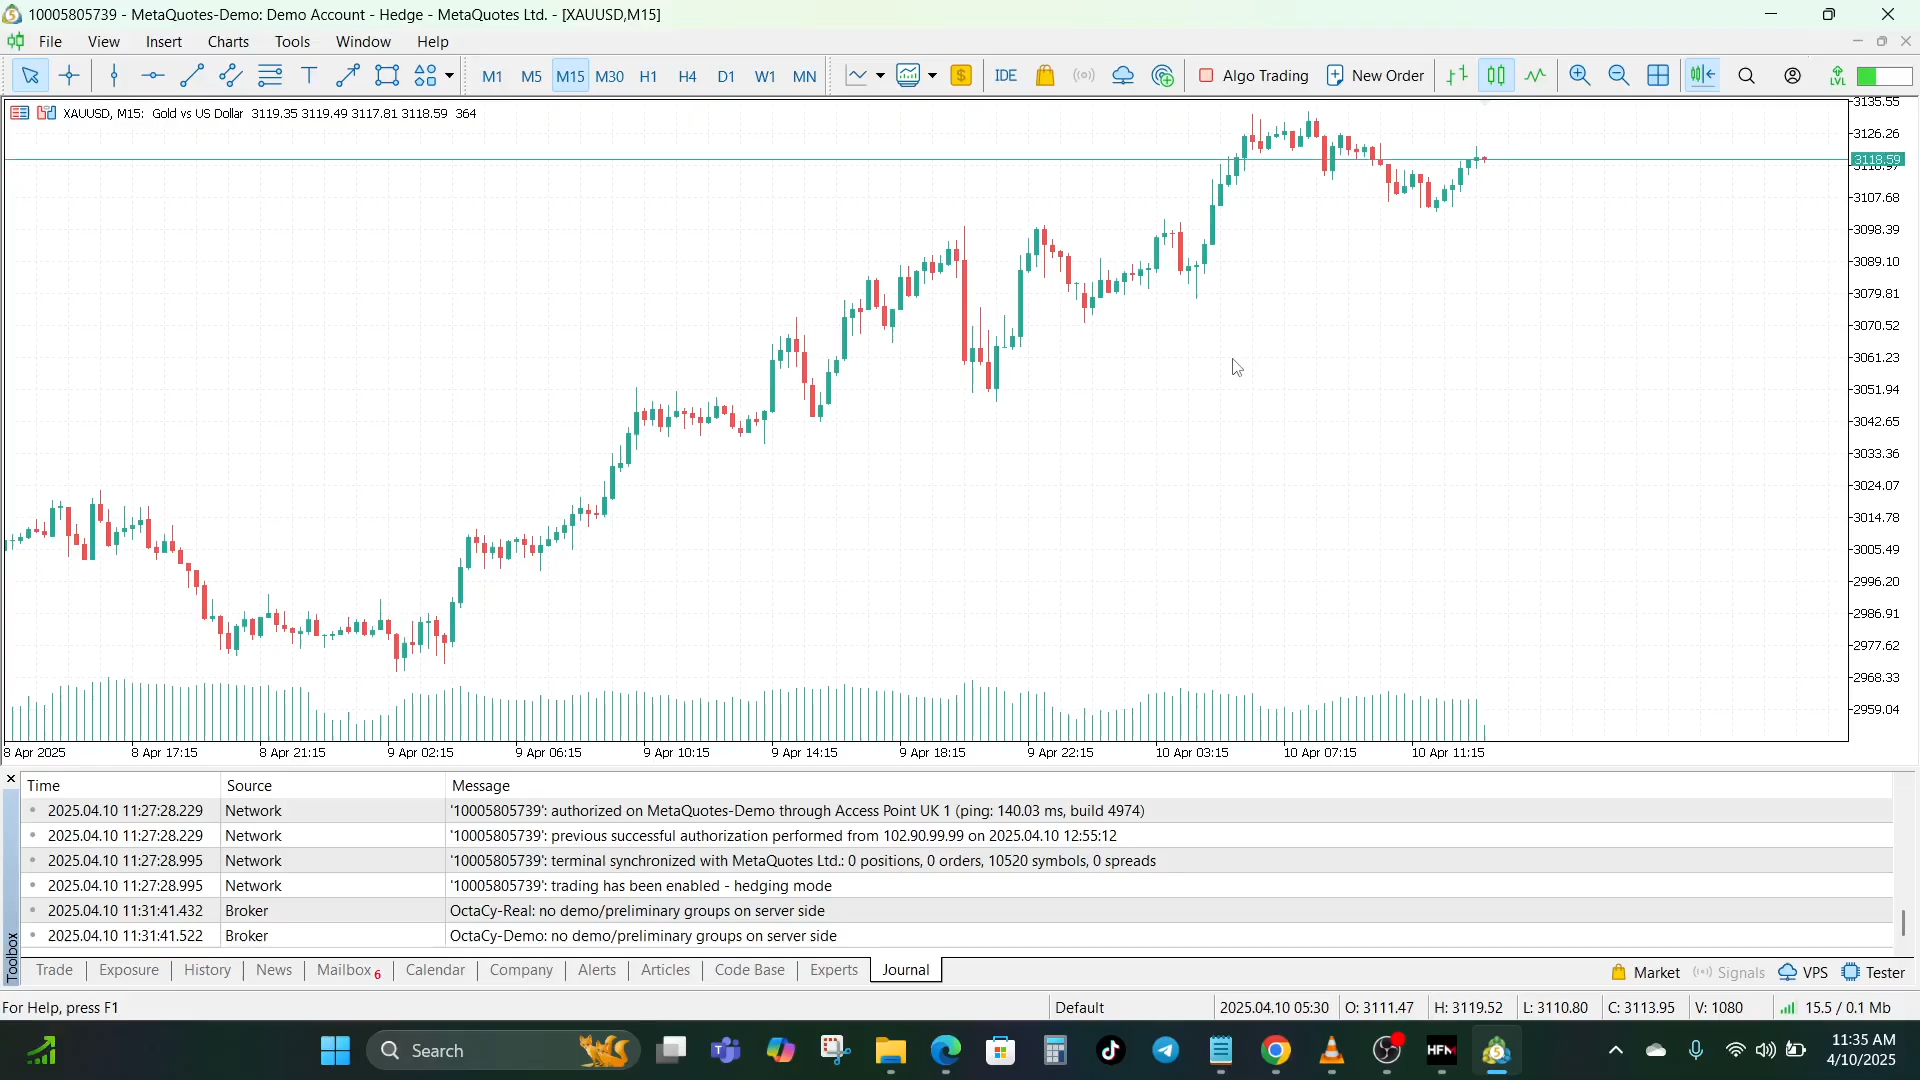 10005805739 - MetaQuotes-Demo: Demo Account - Hedge - MetaQuotes Ltd. - [XAUUSD,M15]
File View Insert Charts Tools Window Help
M1 M5 M15 M30 H1 H4 D1 W1 MN IDE Algo Trading New Order LVL
XAUUSD, M15: Gold vs US Dollar 3119.35 3119.49 3117.81 3118.59 364
3135.55
3126.26
3118.59
3107.68
3098.39
3089.10
3079.81
3070.52
3061.23
3051.94
3042.65
3033.36
3024.07
3014.78
3005.49
2996.20
2986.91
2977.62
2968.33
2959.04
8 Apr 2025 8 Apr 17:15 8 Apr 21:15 9 Apr 02:15 9 Apr 06:15 9 Apr 10:15 9 Apr 14:15 9 Apr 18:15 9 Apr 22:15 10 Apr 03:15 10 Apr 07:15 10 Apr 11:15
Time Source Message
2025.04.10 11:27:28.229 Network '10005805739': authorized on MetaQuotes-Demo through Access Point UK 1 (ping: 140.03 ms, build 4974)
2025.04.10 11:27:28.229 Network '10005805739': previous successful authorization performed from 102.90.99.99 on 2025.04.10 12:55:12
2025.04.10 11:27:28.995 Network '10005805739': terminal synchronized with MetaQuotes Ltd.: 0 positions, 0 orders, 10520 symbols, 0 spreads
2025.04.10 11:27:28.995 Network '10005805739': trading has been enabled - hedging mode
2025.04.10 11:31:41.432 Broker OctaCy-Real: no demo/preliminary groups on server side
2025.04.10 11:31:41.522 Broker OctaCy-Demo: no demo/preliminary groups on server side
Toolbox
Trade Exposure History News Mailbox 6 Calendar Company Alerts Articles Code Base Experts Journal Market Signals VPS Tester
For Help, press F1 Default 2025.04.10 05:30 O: 3111.47 H: 3119.52 L: 3110.80 C: 3113.95 V: 1080 15.5 / 0.1 Mb
Search HFM 11:35 AM
4/10/2025